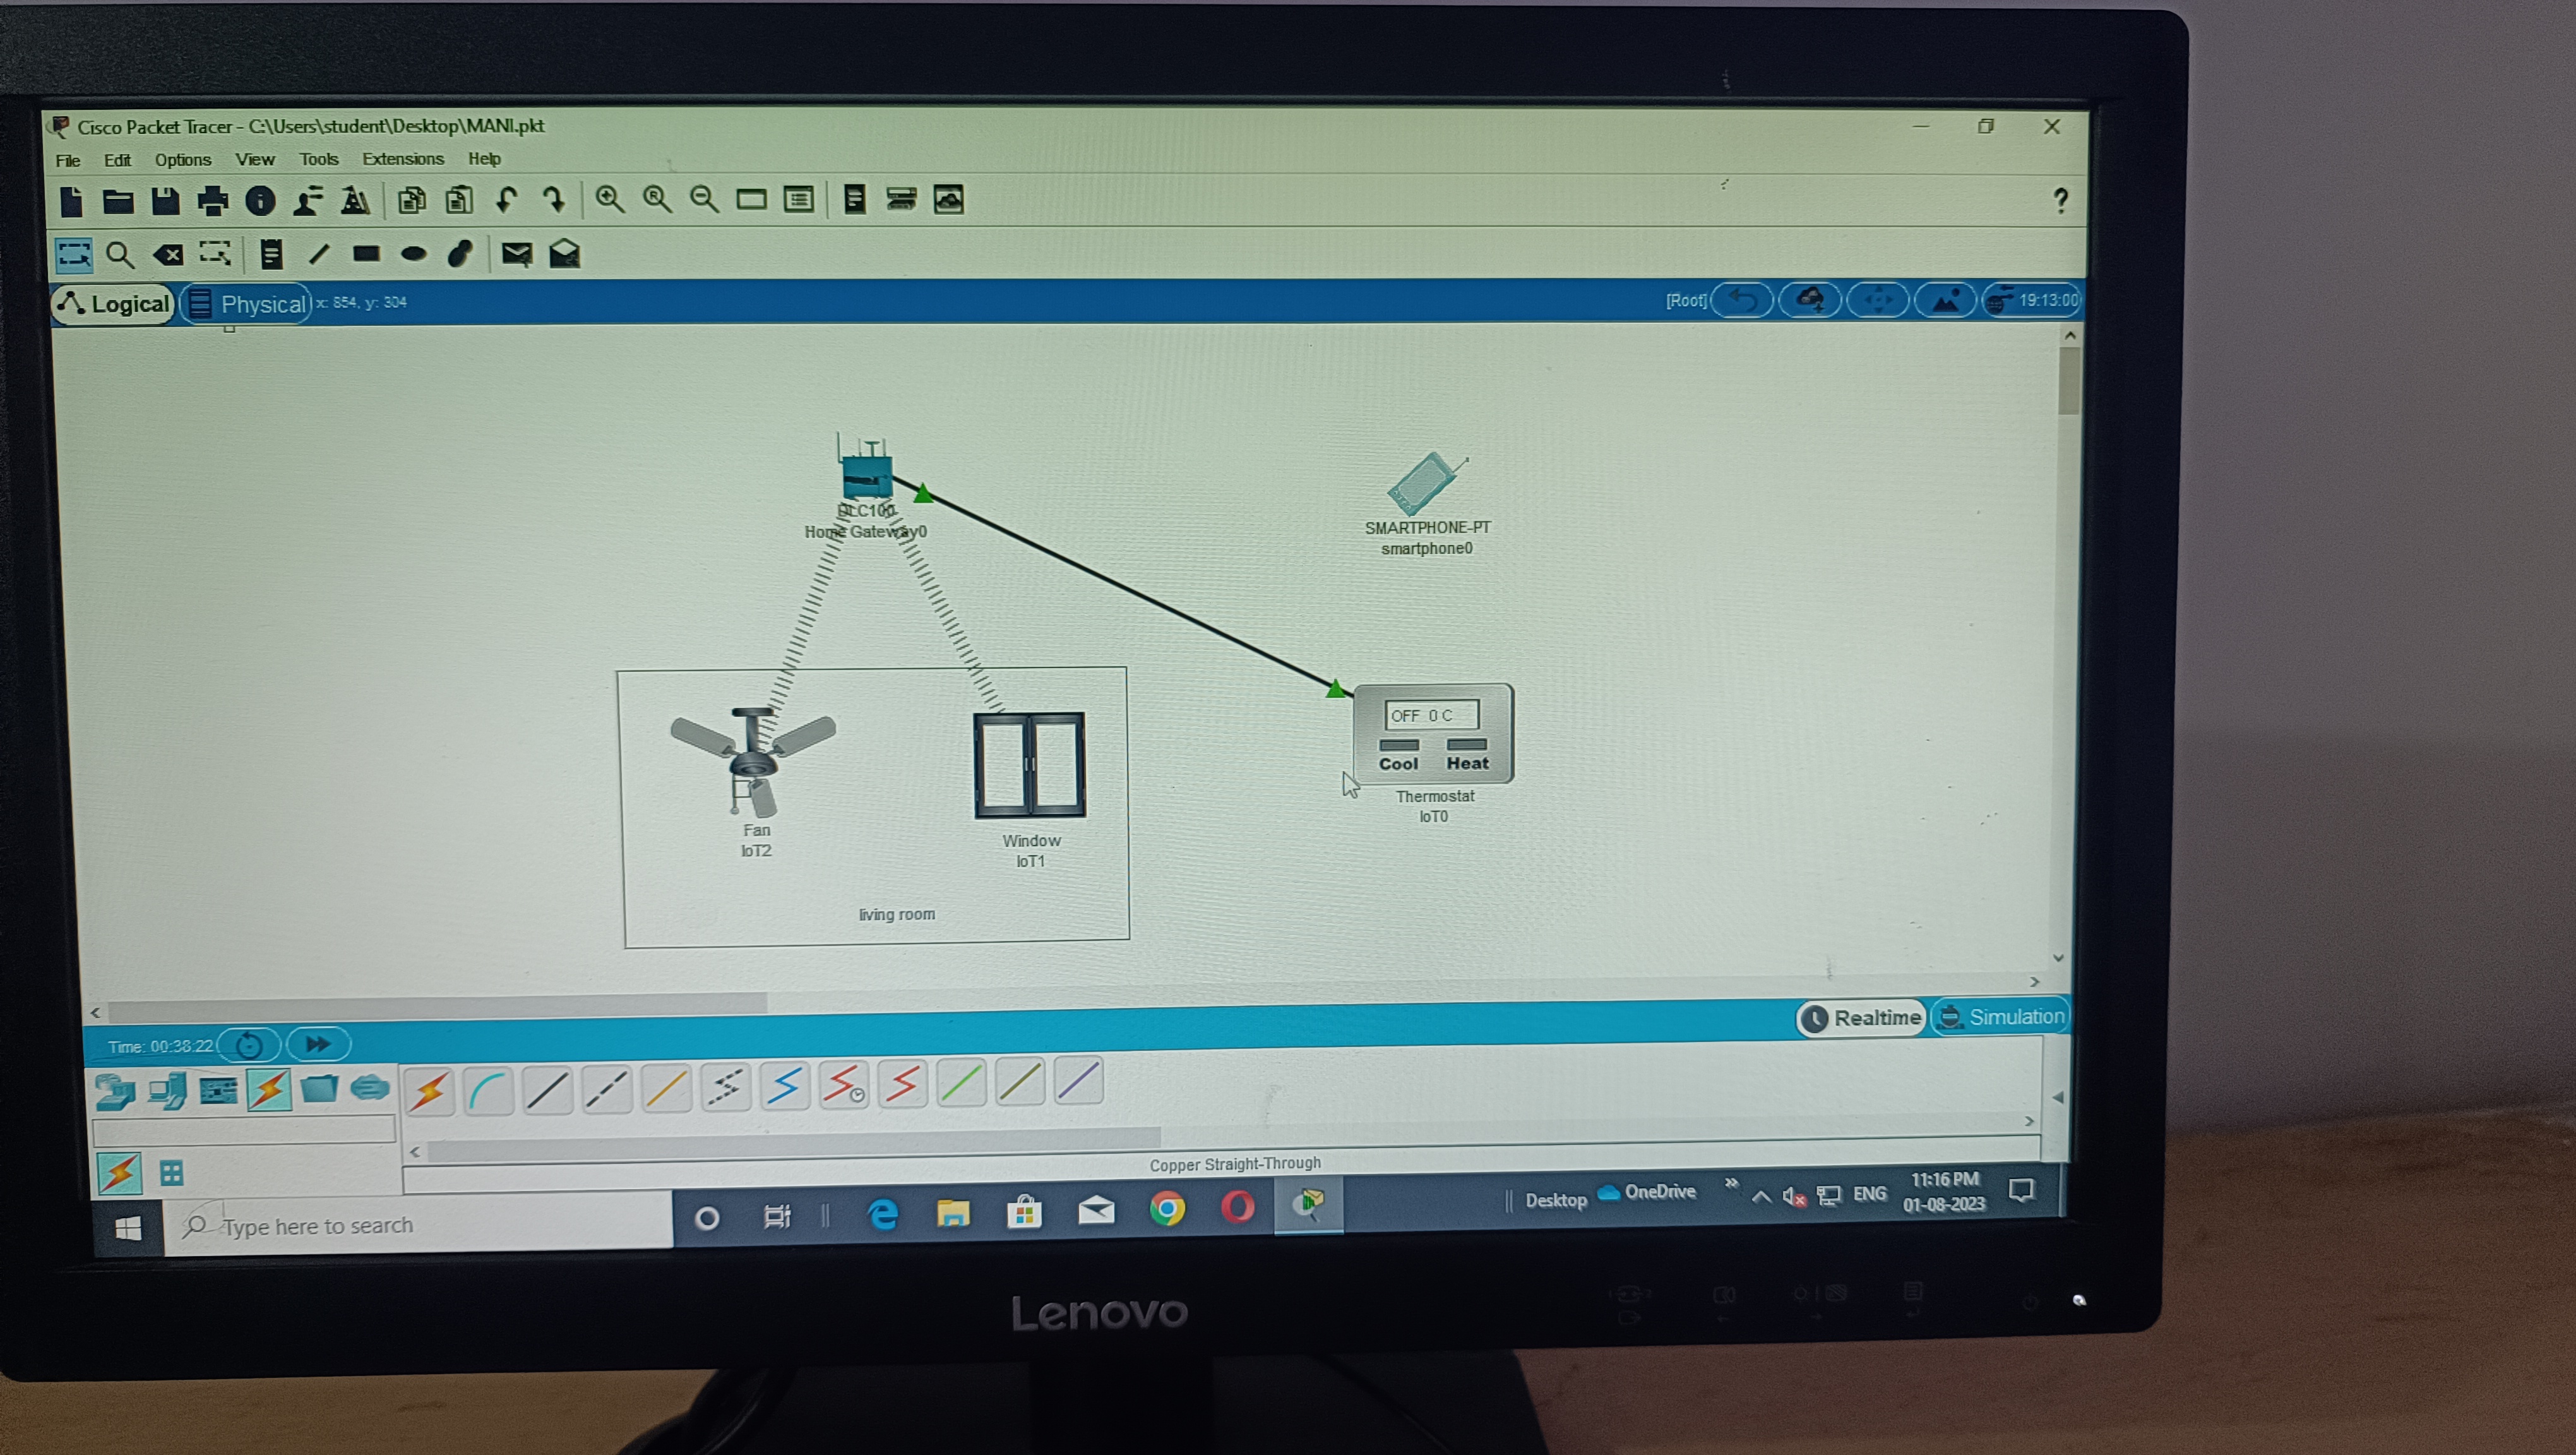 Cisco Packet Tracer - C:\Users\student\Desktop\MANI.pkt
File Edit Options View Tools Extensions Help
?
Logical Physical x: 854, y: 304 [Root] 19:13:00
DLC100
Home Gateway0
SMARTPHONE-PT
smartphone0
OFF 0 C
Cool Heat
Thermostat
IoT0
Fan
IoT2
Window
IoT1
living room
Realtime Simulation
Time: 00:38:22
Copper Straight-Through
Type here to search
Desktop OneDrive ENG 11:16 PM
01-08-2023
Lenovo